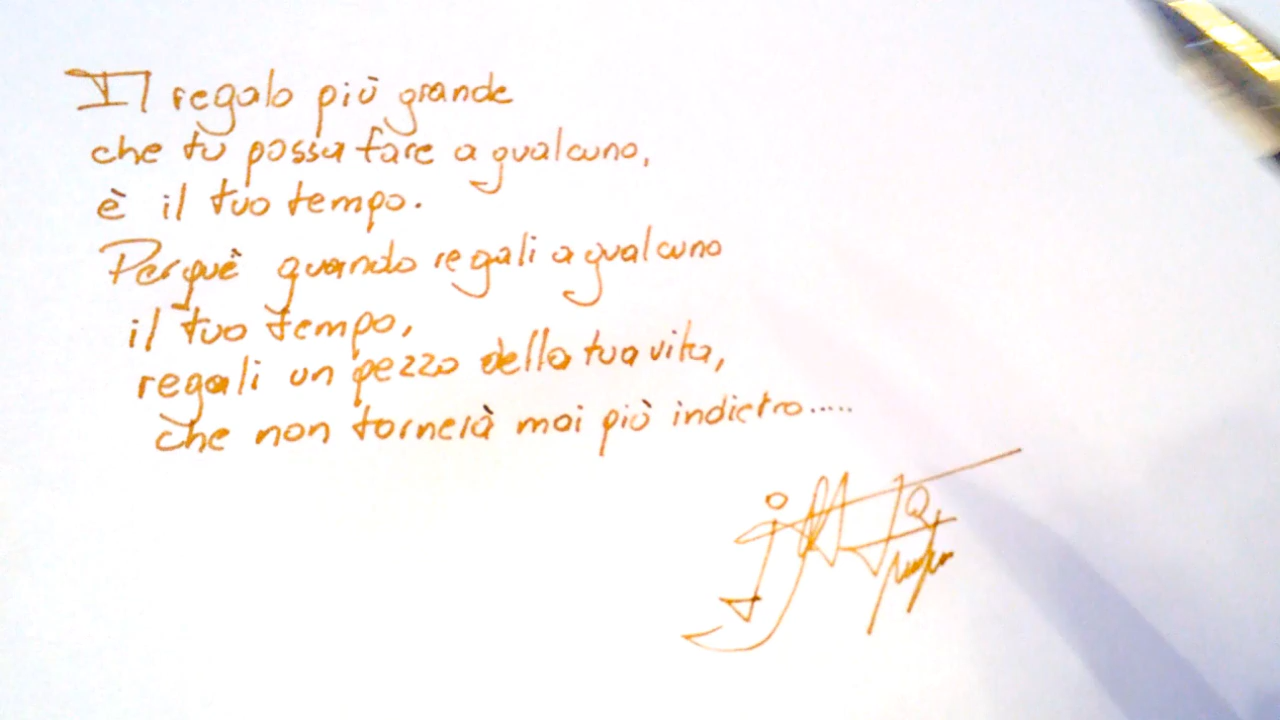 Il regalo più grande
che tu possa fare a qualcuno,
è il tuo tempo.
Perquè quando regali a qualcuno
il tuo tempo,
regali un pezzo della tua vita,
che non tornerà mai più indietro.....